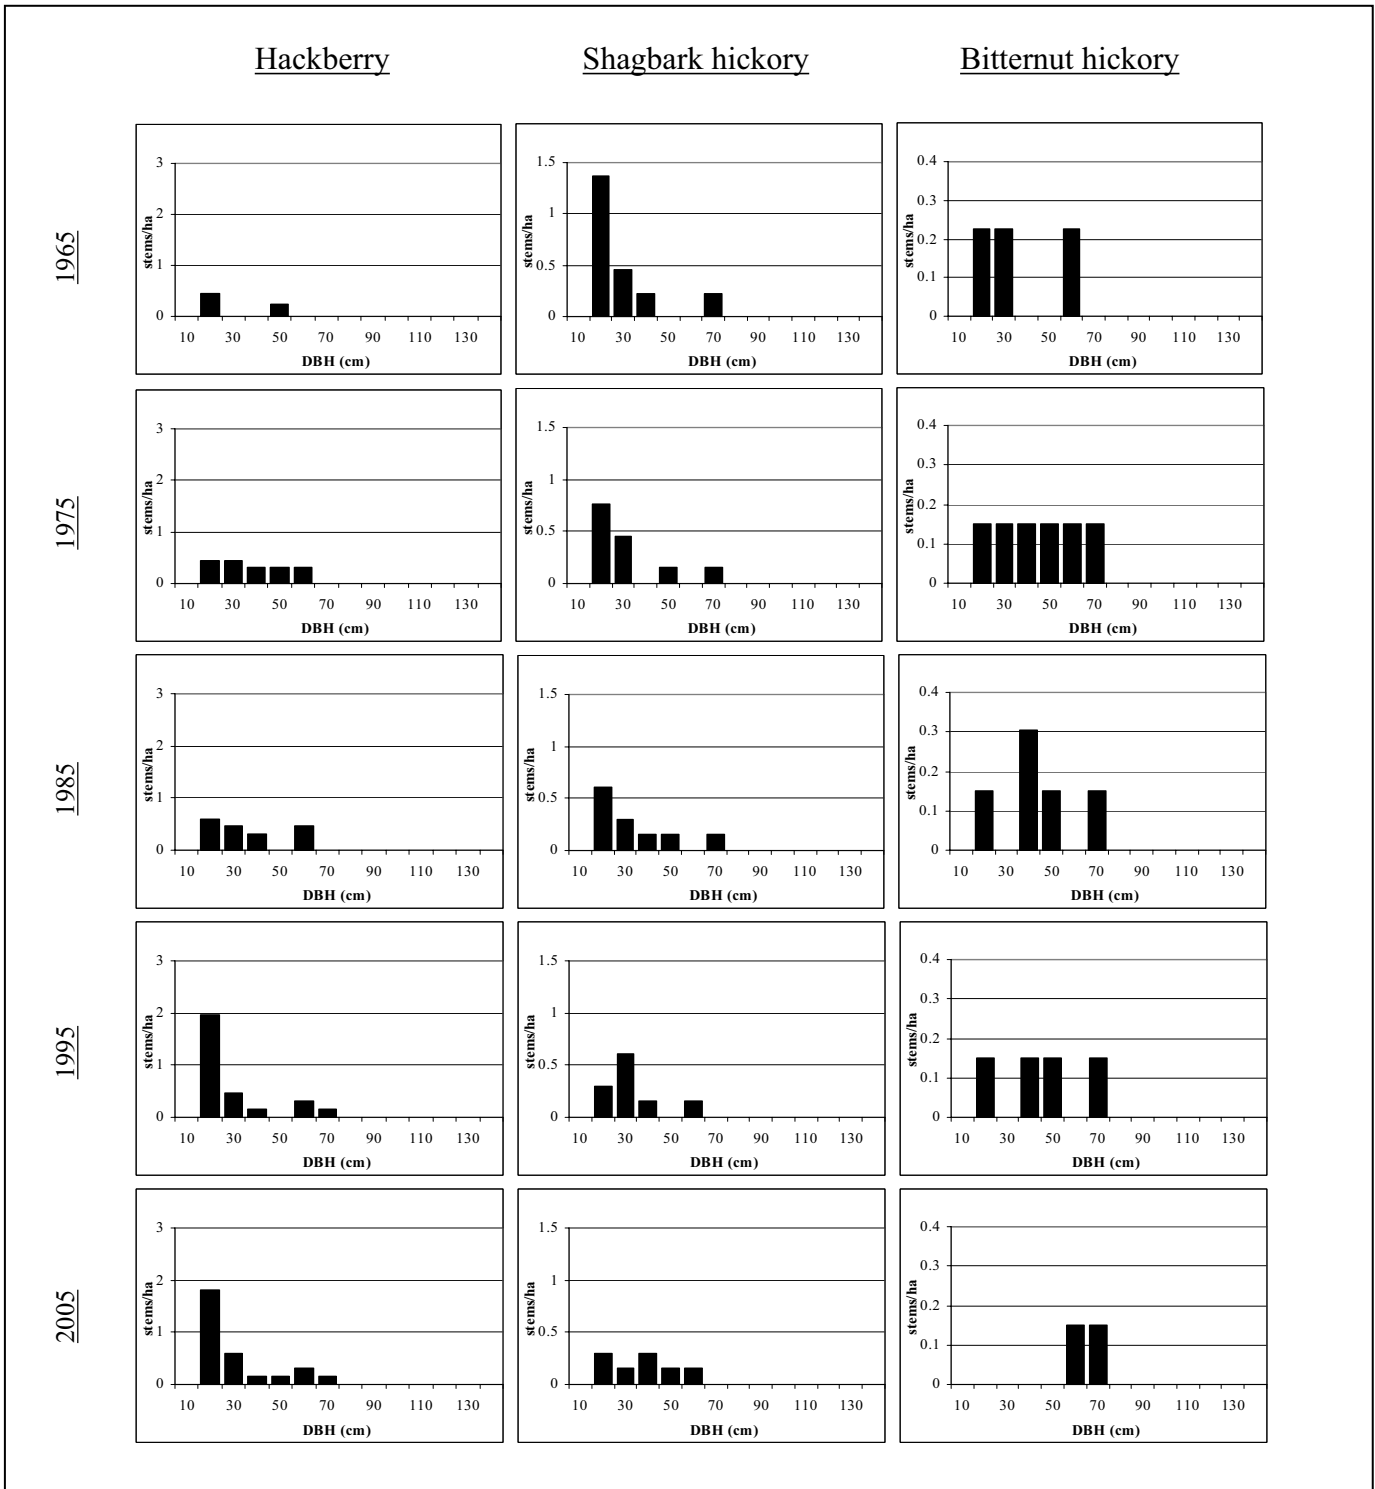 Hackberry Shagbark hickory Bitternut hickory
1965
3 2 1 0
stems/ha
10 30 50 70 90 110 130
DBH (cm)
1.5 1 0.5 0
stems/ha
10 30 50 70 90 110 130
DBH (cm)
0.4 0.3 0.2 0.1 0
stems/ha
10 30 50 70 90 110 130
DBH (cm)
1975
3 2 1 0
stems/ha
10 30 50 70 90 110 130
DBH (cm)
1.5 1 0.5 0
stems/ha
10 30 50 70 90 110 130
DBH (cm)
0.4 0.3 0.2 0.1 0
stems/ha
10 30 50 70 90 110 130
DBH (cm)
1985
3 2 1 0
stems/ha
10 30 50 70 90 110 130
DBH (cm)
1.5 1 0.5 0
stems/ha
10 30 50 70 90 110 130
DBH (cm)
0.4 0.3 0.2 0.1 0
stems/ha
10 30 50 70 90 110 130
DBH (cm)
1995
3 2 1 0
stems/ha
10 30 50 70 90 110 130
DBH (cm)
1.5 1 0.5 0
stems/ha
10 30 50 70 90 110 130
DBH (cm)
0.4 0.3 0.2 0.1 0
stems/ha
10 30 50 70 90 110 130
DBH (cm)
2005
3 2 1 0
stems/ha
10 30 50 70 90 110 130
DBH (cm)
1.5 1 0.5 0
stems/ha
10 30 50 70 90 110 130
DBH (cm)
0.4 0.3 0.2 0.1 0
stems/ha
10 30 50 70 90 110 130
DBH (cm)